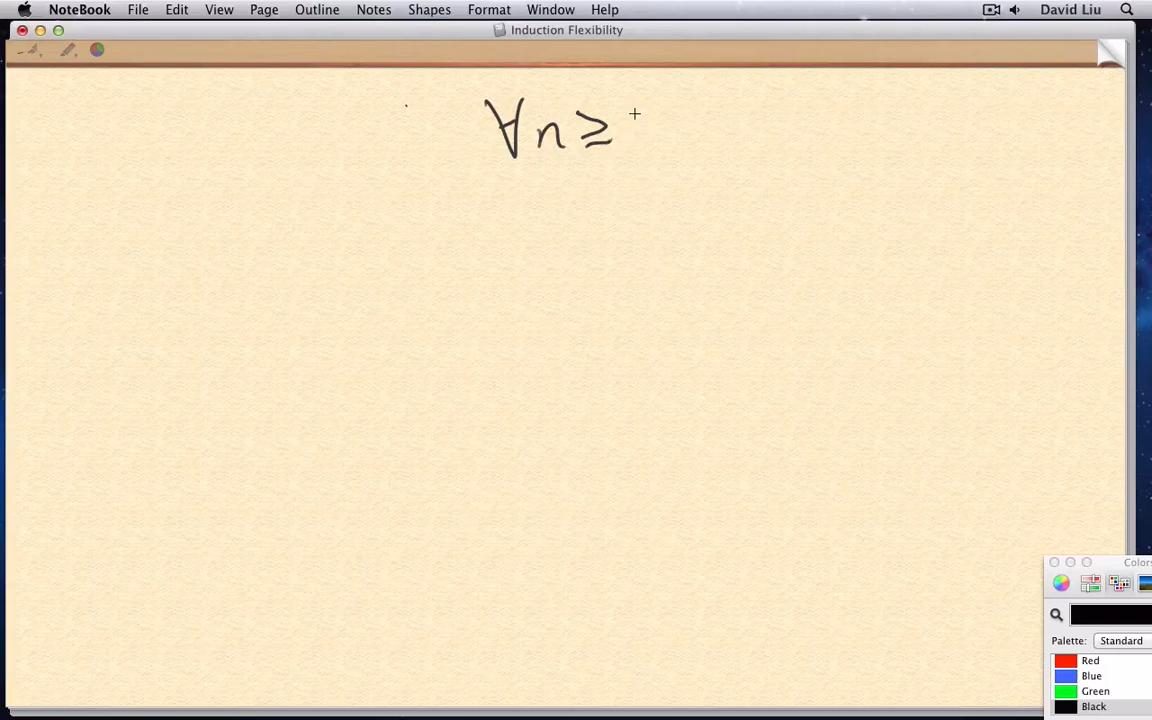 NoteBook File Edit View Page Outline Notes Shapes Format Window Help David Liu
Induction Flexibility
∀n ≥
Colors
Palette: Standard
Red
Blue
Green
Black